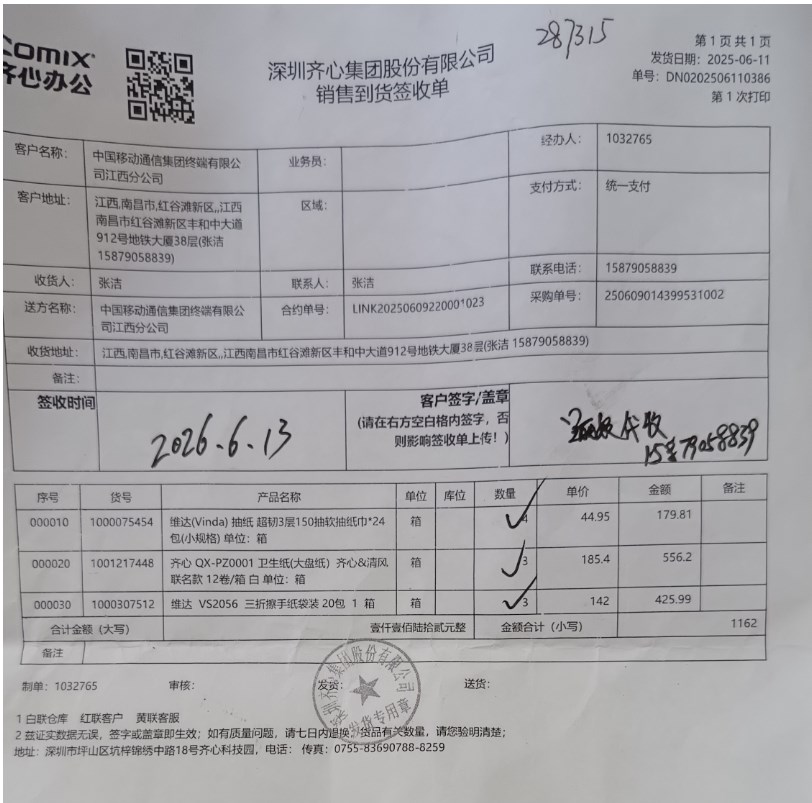 comix
齐心办公
287315
深圳齐心集团股份有限公司
销售到货签收单
第1页共1页
发货日期：2025-06-11
单号：DN0202506110386
第1次打印
客户名称： 中国移动通信集团终端有限公司江西分公司 业务员： 经办人： 1032765
客户地址： 江西,南昌市,红谷滩新区,,江西南昌市红谷滩新区丰和中大道912号地铁大厦38层(张洁 15879058839) 区域： 支付方式： 统一支付
收货人： 张洁 联系人： 张洁 联系电话： 15879058839
送方名称： 中国移动通信集团终端有限公司江西分公司 合约单号： LINK20250609220001023 采购单号： 250609014399531002
收货地址： 江西,南昌市,红谷滩新区,,江西南昌市红谷滩新区丰和中大道912号地铁大厦38层(张洁 15879058839)
备注：
签收时间 2026.6.13 客户签字/盖章
(请在右方空白格内签字，否则影响签收单上传！)
代收
序号 货号 产品名称 单位 库位 数量 单价 金额 备注
000010 1000075454 维达(Vinda) 抽纸 超韧3层150抽软抽纸巾*24包(小规格) 单位：箱 箱 4 44.95 179.81
000020 1001217448 齐心 QX-PZ0001 卫生纸(大盘纸) 齐心&清风 联名款 12卷/箱 白 单位：箱 箱 3 185.4 556.2
000030 1000307512 维达 VS2056 三折擦手纸袋装 20包 1 箱 箱 3 142 425.99
合计金额（大写） 壹仟壹佰陆拾贰元整 金额合计（小写） 1162
备注
制单：1032765 审核： 发货： 送货：
深圳齐心集团股份有限公司
发货专用章
1 白联仓库 红联客户 黄联客服
2 兹证实数据无误，签字或盖章即生效；如有质量问题，请七日内退换，货品有关数量，请您验明清楚；
地址：深圳市坪山区坑梓锦绣中路18号齐心科技园，电话： 传真：0755-83690788-8259